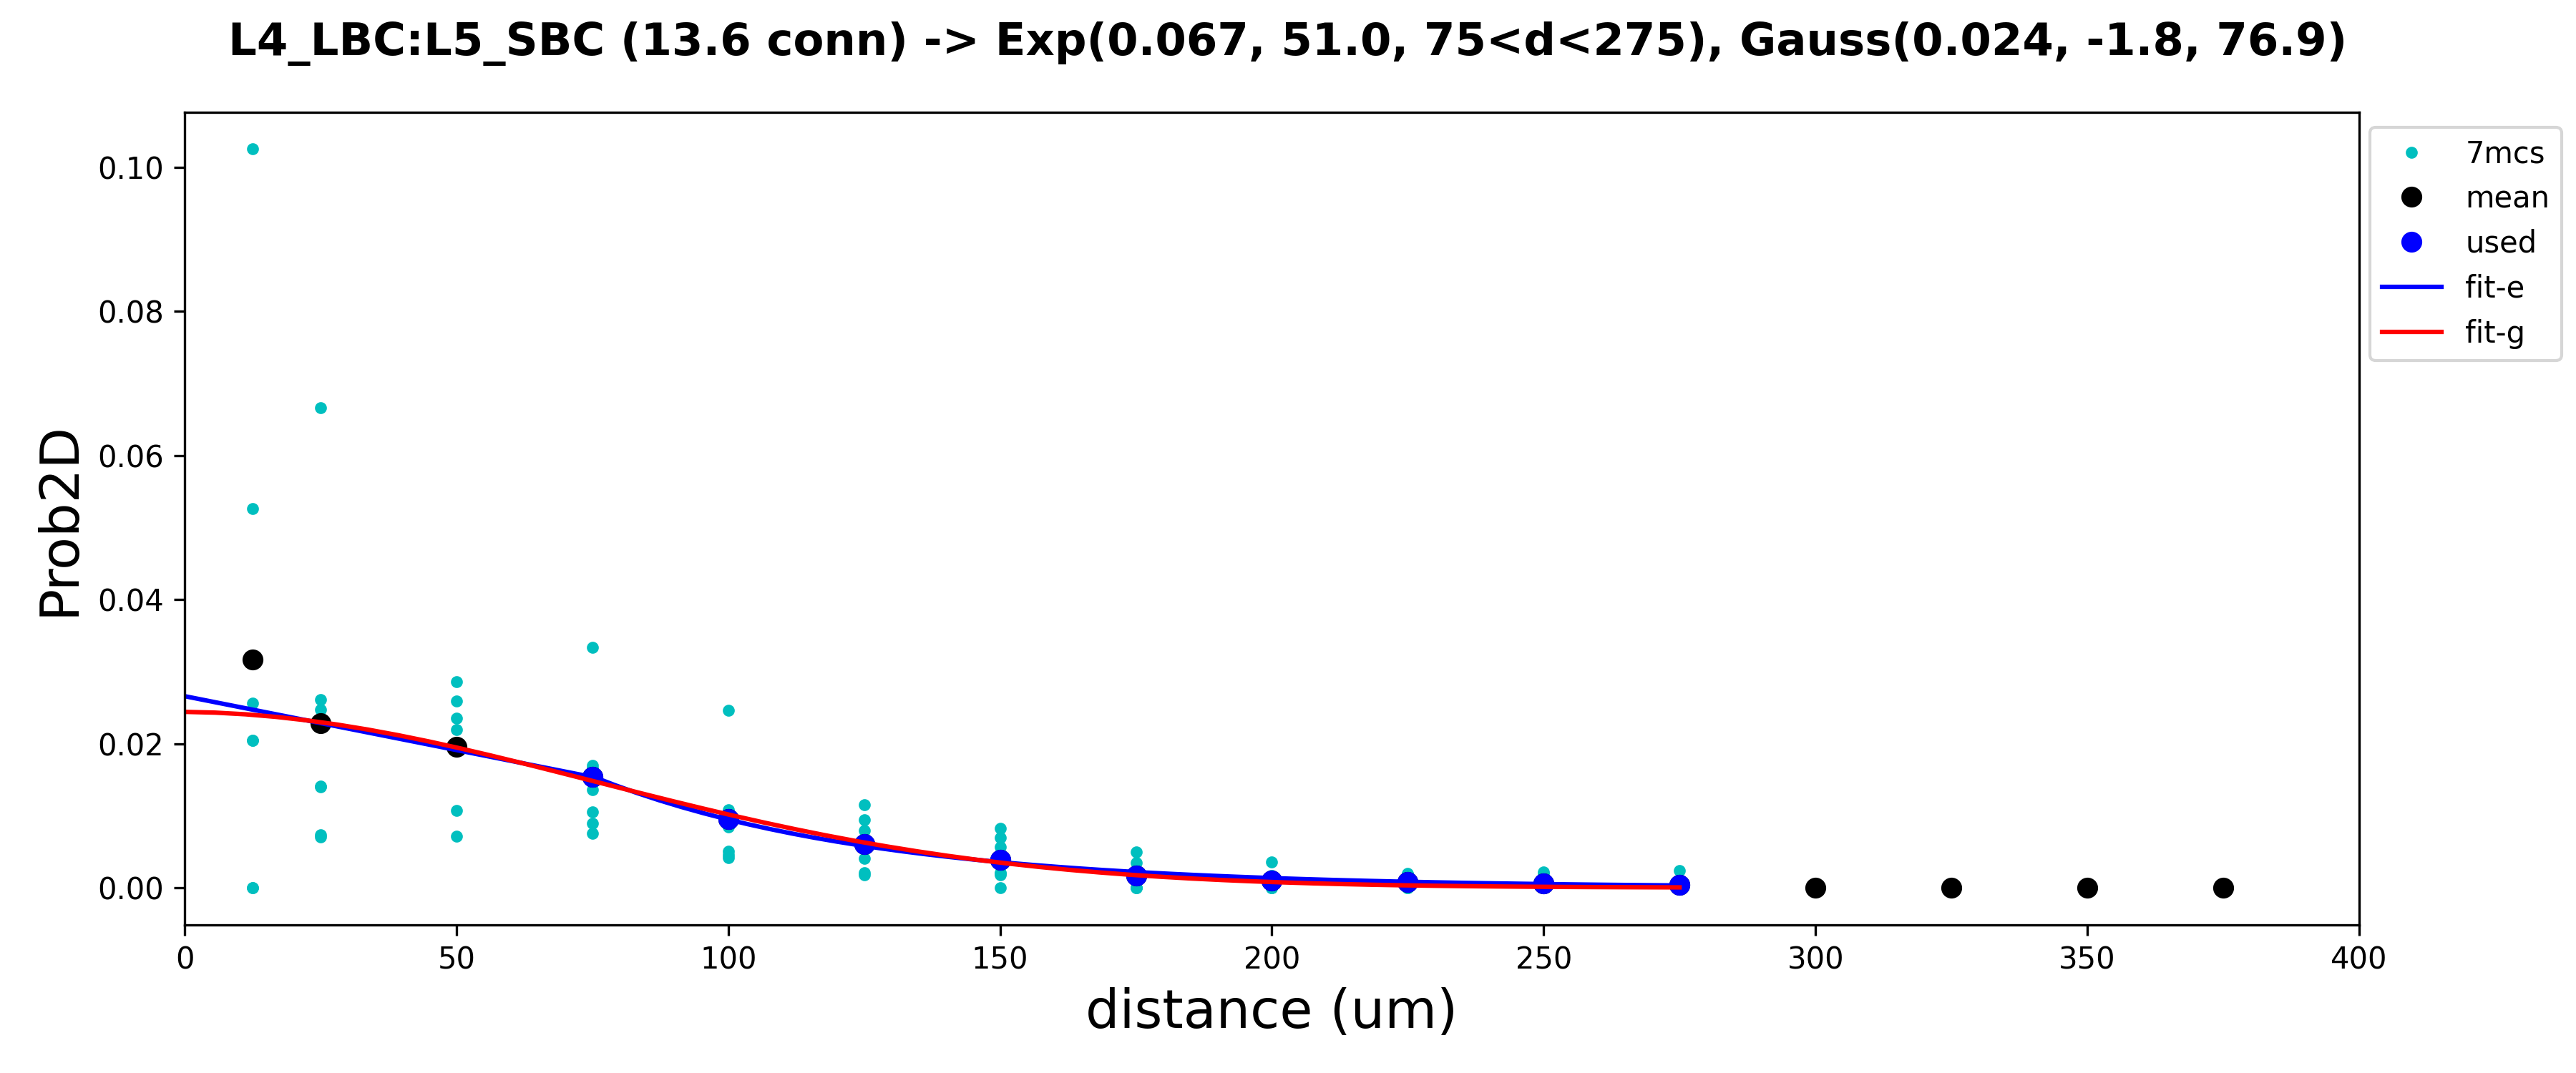 L4_LBC:L5_SBC (13.6 conn) -> Exp(0.067, 51.0, 75<d<275), Gauss(0.024, -1.8, 76.9)
Prob2D
0.10
0.08
0.06
0.04
0.02
0.00
0 50 100 150 200 250 300 350 400
distance (um)
7mcs
mean
used
fit-e
fit-g